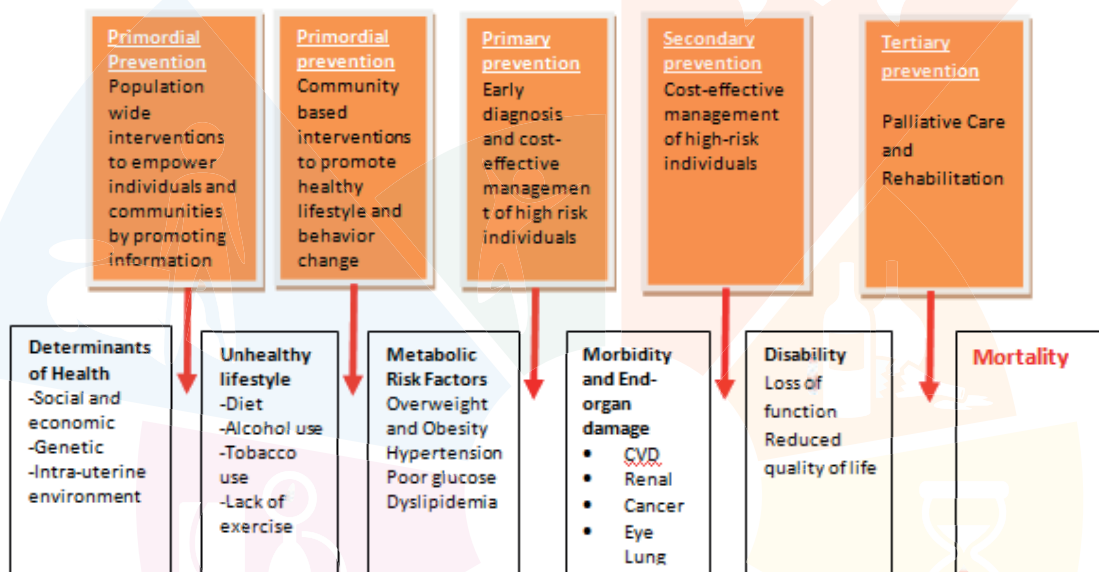 Primordial
Prevention
Population
wide
interventions
to empower
individuals and
communities
by promoting
information
Primordial
prevention
Community
based
interventions
to promote
healthy
lifestyle and
behavior
change
Primary
prevention
Early
diagnosis
and cost-
effective
managemen
t of high risk
individuals
Secondary
prevention
Cost-effective
management
of high-risk
individuals
Tertiary
prevention
Palliative Care
and
Rehabilitation
Determinants
of Health
-Social and
economic
-Genetic
-Intra-uterine
environment
Unhealthy
lifestyle
-Diet
-Alcohol use
-Tobacco
use
-Lack of
exercise
Metabolic
Risk Factors
Overweight
and Obesity
Hypertension
Poor glucose
Dyslipidemia
Morbidity
and End-
organ
damage
• CVD
• Renal
• Cancer
• Eye
Lung
Disability
Loss of
function
Reduced
quality of life
Mortality